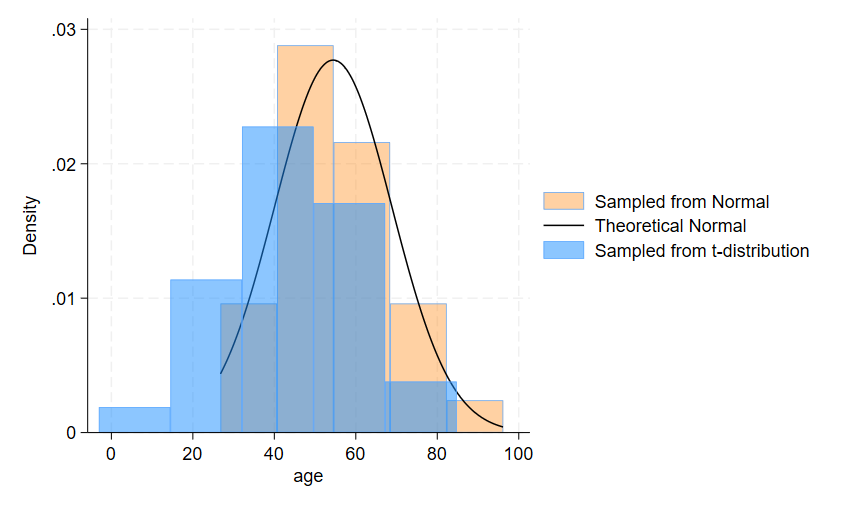 .03
.02
.01
0
Density
0 20 40 60 80 100
age
Sampled from Normal
Theoretical Normal
Sampled from t-distribution